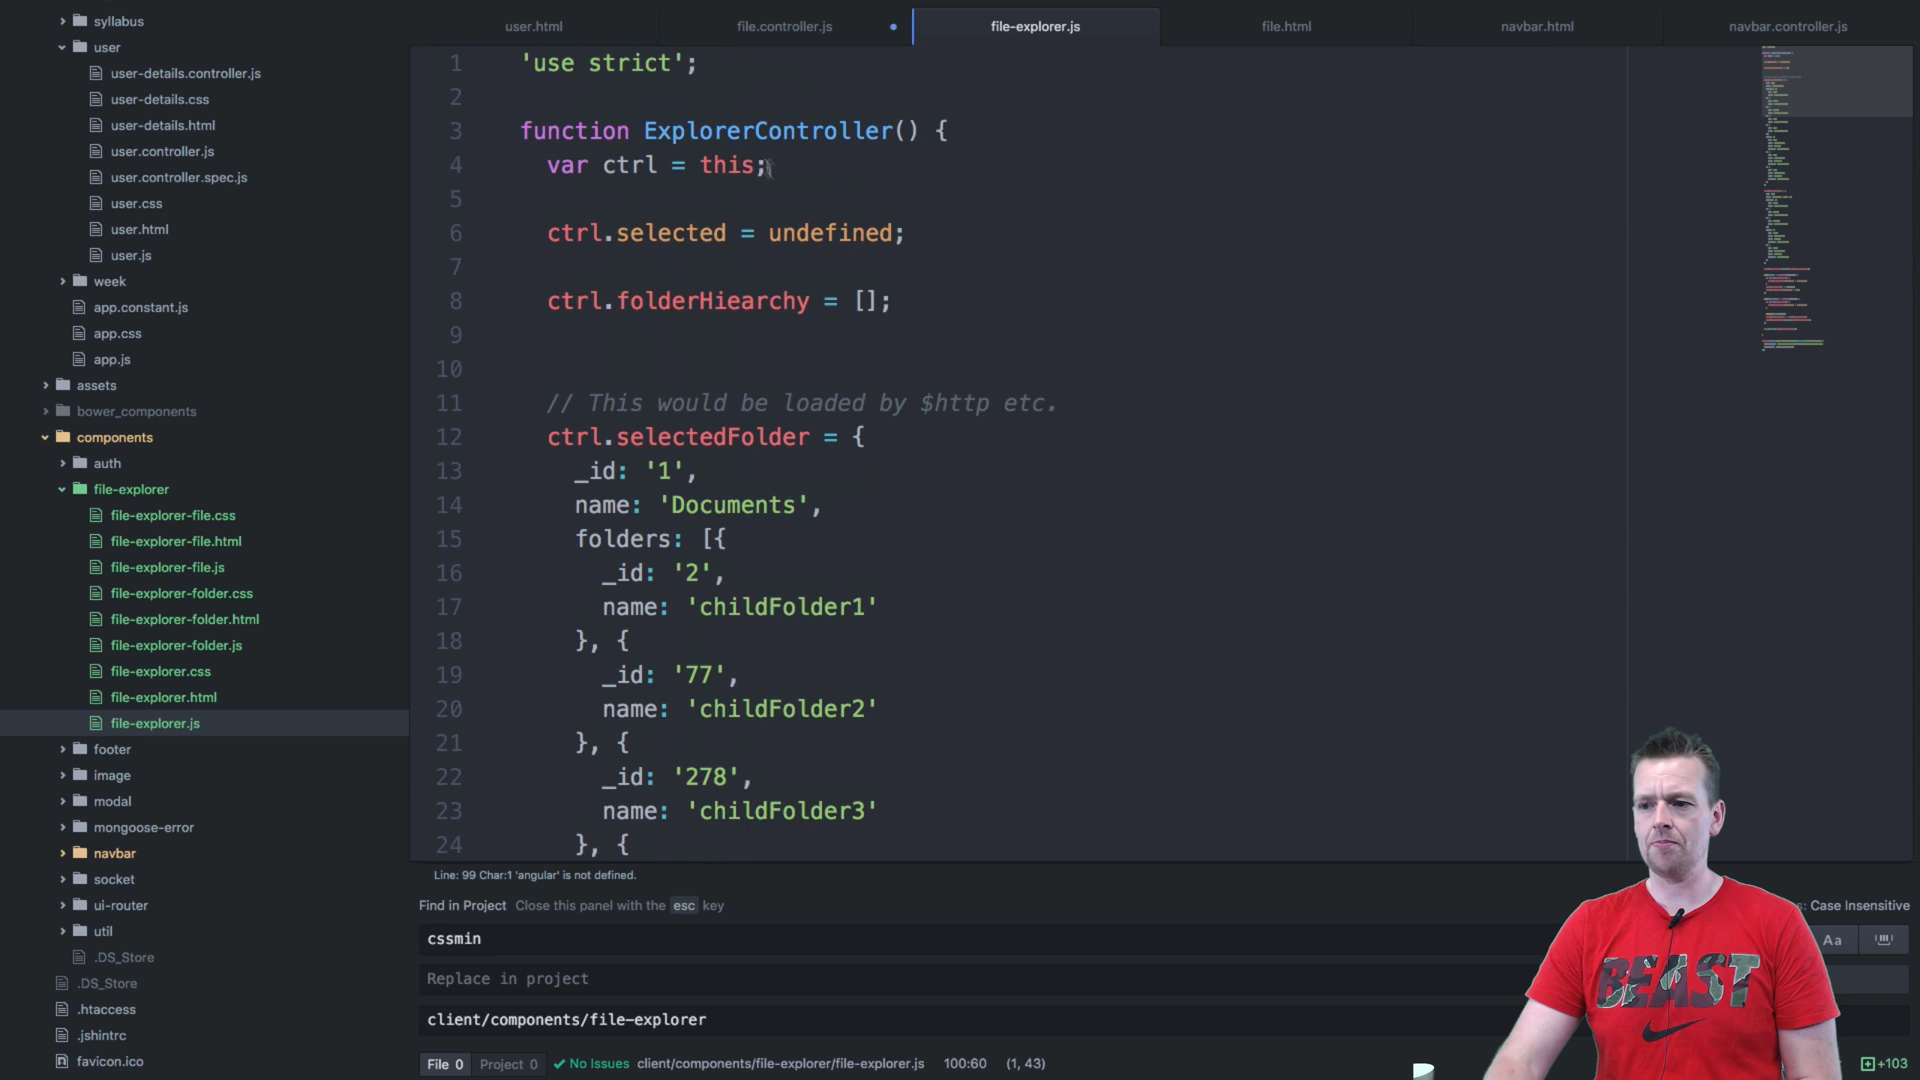 syllabus
user
user-details.controller.js
user-details.css
user-details.html
user.controller.js
user.controller.spec.js
user.css
user.html
user.js
week
app.constant.js
app.css
app.js
assets
bower_components
components
auth
file-explorer
file-explorer-file.css
file-explorer-file.html
file-explorer-file.js
file-explorer-folder.css
file-explorer-folder.html
file-explorer-folder.js
file-explorer.css
file-explorer.html
file-explorer.js
footer
image
modal
mongoose-error
navbar
socket
ui-router
util
.DS_Store
.DS_Store
.htaccess
.jshintrc
favicon.ico
user.html file.controller.js file-explorer.js file.html navbar.html navbar.controller.js
1 'use strict';
2
3 function ExplorerController() {
4 var ctrl = this;
5
6 ctrl.selected = undefined;
7
8 ctrl.folderHiearchy = [];
9
10
11 // This would be loaded by $http etc.
12 ctrl.selectedFolder = {
13 _id: '1',
14 name: 'Documents',
15 folders: [{
16 _id: '2',
17 name: 'childFolder1'
18 }, {
19 _id: '77',
20 name: 'childFolder2'
21 }, {
22 _id: '278',
23 name: 'childFolder3'
24 }, {
Line: 99 Char:1 'angular' is not defined.
Find in Project Close this panel with the esc key
s: Case Insensitive
cssmin
Aa
Replace in project
client/components/file-explorer
File 0 Project 0 No Issues client/components/file-explorer/file-explorer.js 100:60 (1, 43)
+103
BEAST